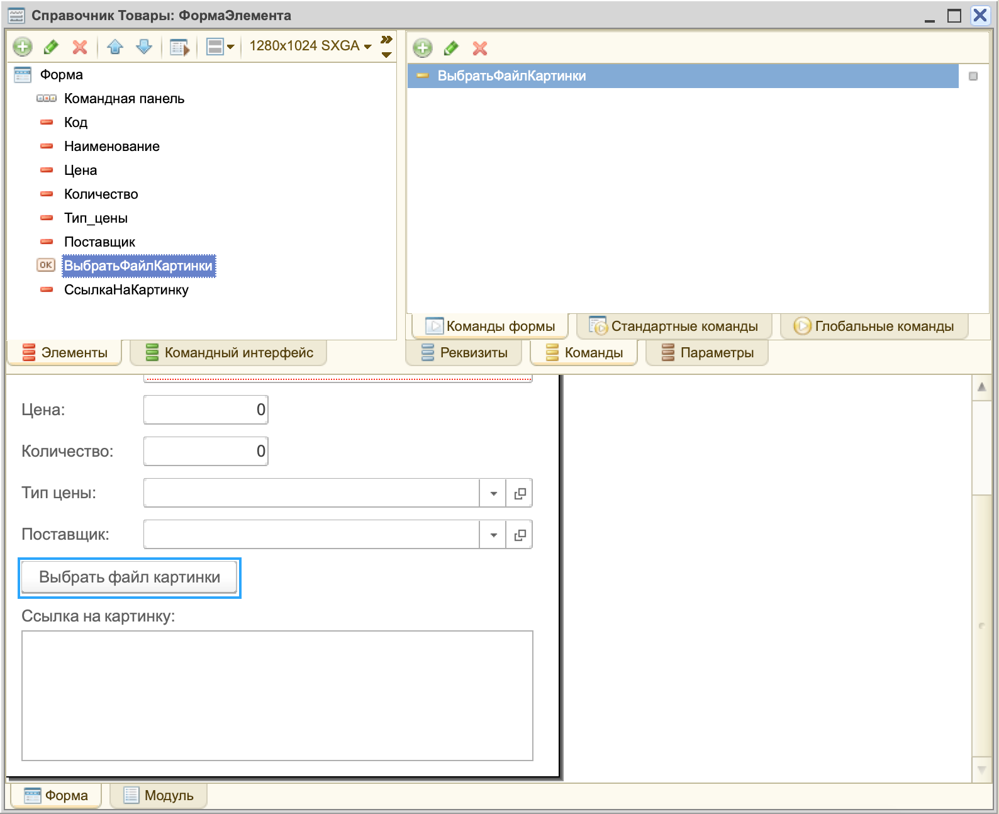 Справочник Товары: ФормаЭлемента
1280x1024 SXGA
Форма
Командная панель
Код
Наименование
Цена
Количество
Тип_цены
Поставщик
OK ВыбратьФайлКартинки
СсылкаНаКартинку
Элементы
Командный интерфейс
ВыбратьФайлКартинки
Команды формы
Стандартные команды
Глобальные команды
Реквизиты
Команды
Параметры
Цена: 0
Количество: 0
Тип цены:
Поставщик:
Выбрать файл картинки
Ссылка на картинку:
Форма
Модуль